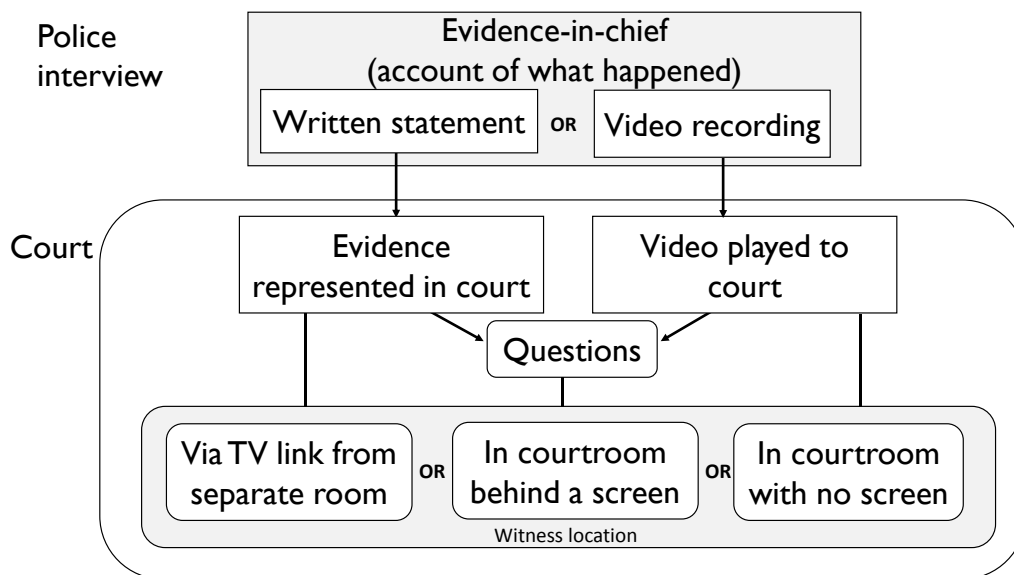 Police
interview
Evidence-in-chief
(account of what happened)
Written statement
OR
Video recording
Court
Evidence
represented in court
Video played to
court
Questions
Via TV link from
separate room
OR
In courtroom
behind a screen
OR
In courtroom
with no screen
Witness location